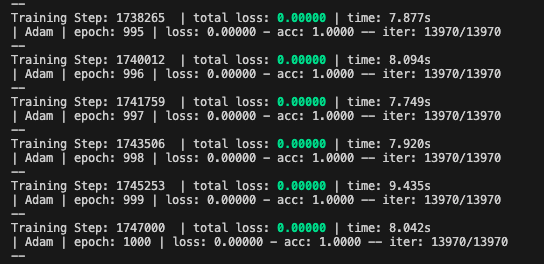 --
Training Step: 1738265  | total loss: 0.00000 | time: 7.877s
| Adam | epoch: 995 | loss: 0.00000 - acc: 1.0000 -- iter: 13970/13970
--
Training Step: 1740012  | total loss: 0.00000 | time: 8.094s
| Adam | epoch: 996 | loss: 0.00000 - acc: 1.0000 -- iter: 13970/13970
--
Training Step: 1741759  | total loss: 0.00000 | time: 7.749s
| Adam | epoch: 997 | loss: 0.00000 - acc: 1.0000 -- iter: 13970/13970
--
Training Step: 1743506  | total loss: 0.00000 | time: 7.920s
| Adam | epoch: 998 | loss: 0.00000 - acc: 1.0000 -- iter: 13970/13970
--
Training Step: 1745253  | total loss: 0.00000 | time: 9.435s
| Adam | epoch: 999 | loss: 0.00000 - acc: 1.0000 -- iter: 13970/13970
--
Training Step: 1747000  | total loss: 0.00000 | time: 8.042s
| Adam | epoch: 1000 | loss: 0.00000 - acc: 1.0000 -- iter: 13970/13970
--